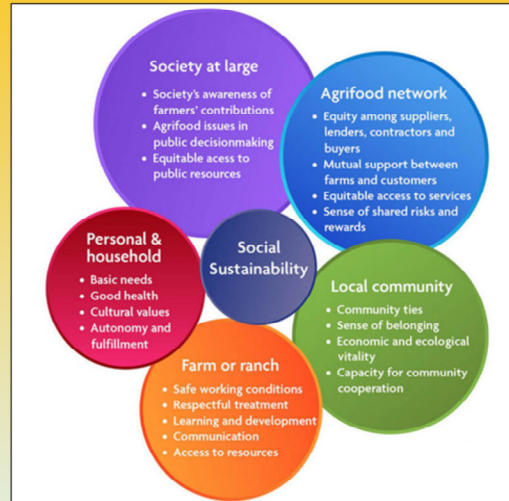 Society at large
• Society's awareness of
farmers' contributions
• Agrifood issues in
public decisionmaking
• Equitable acess to
public resources
Agrifood network
• Equity among suppliers,
lenders, contractors and
buyers
• Mutual support between
farms and customers
• Equitable access to services
• Sense of shared risks and
rewards
Personal &
household
• Basic needs
• Good health
• Cultural values
• Autonomy and
fulfillment
Social
Sustainability
Local community
• Community ties
• Sense of belonging
• Economic and ecological
vitality
• Capacity for community
cooperation
Farm or ranch
• Safe working conditions
• Respectful treatment
• Learning and development
• Communication
• Access to resources